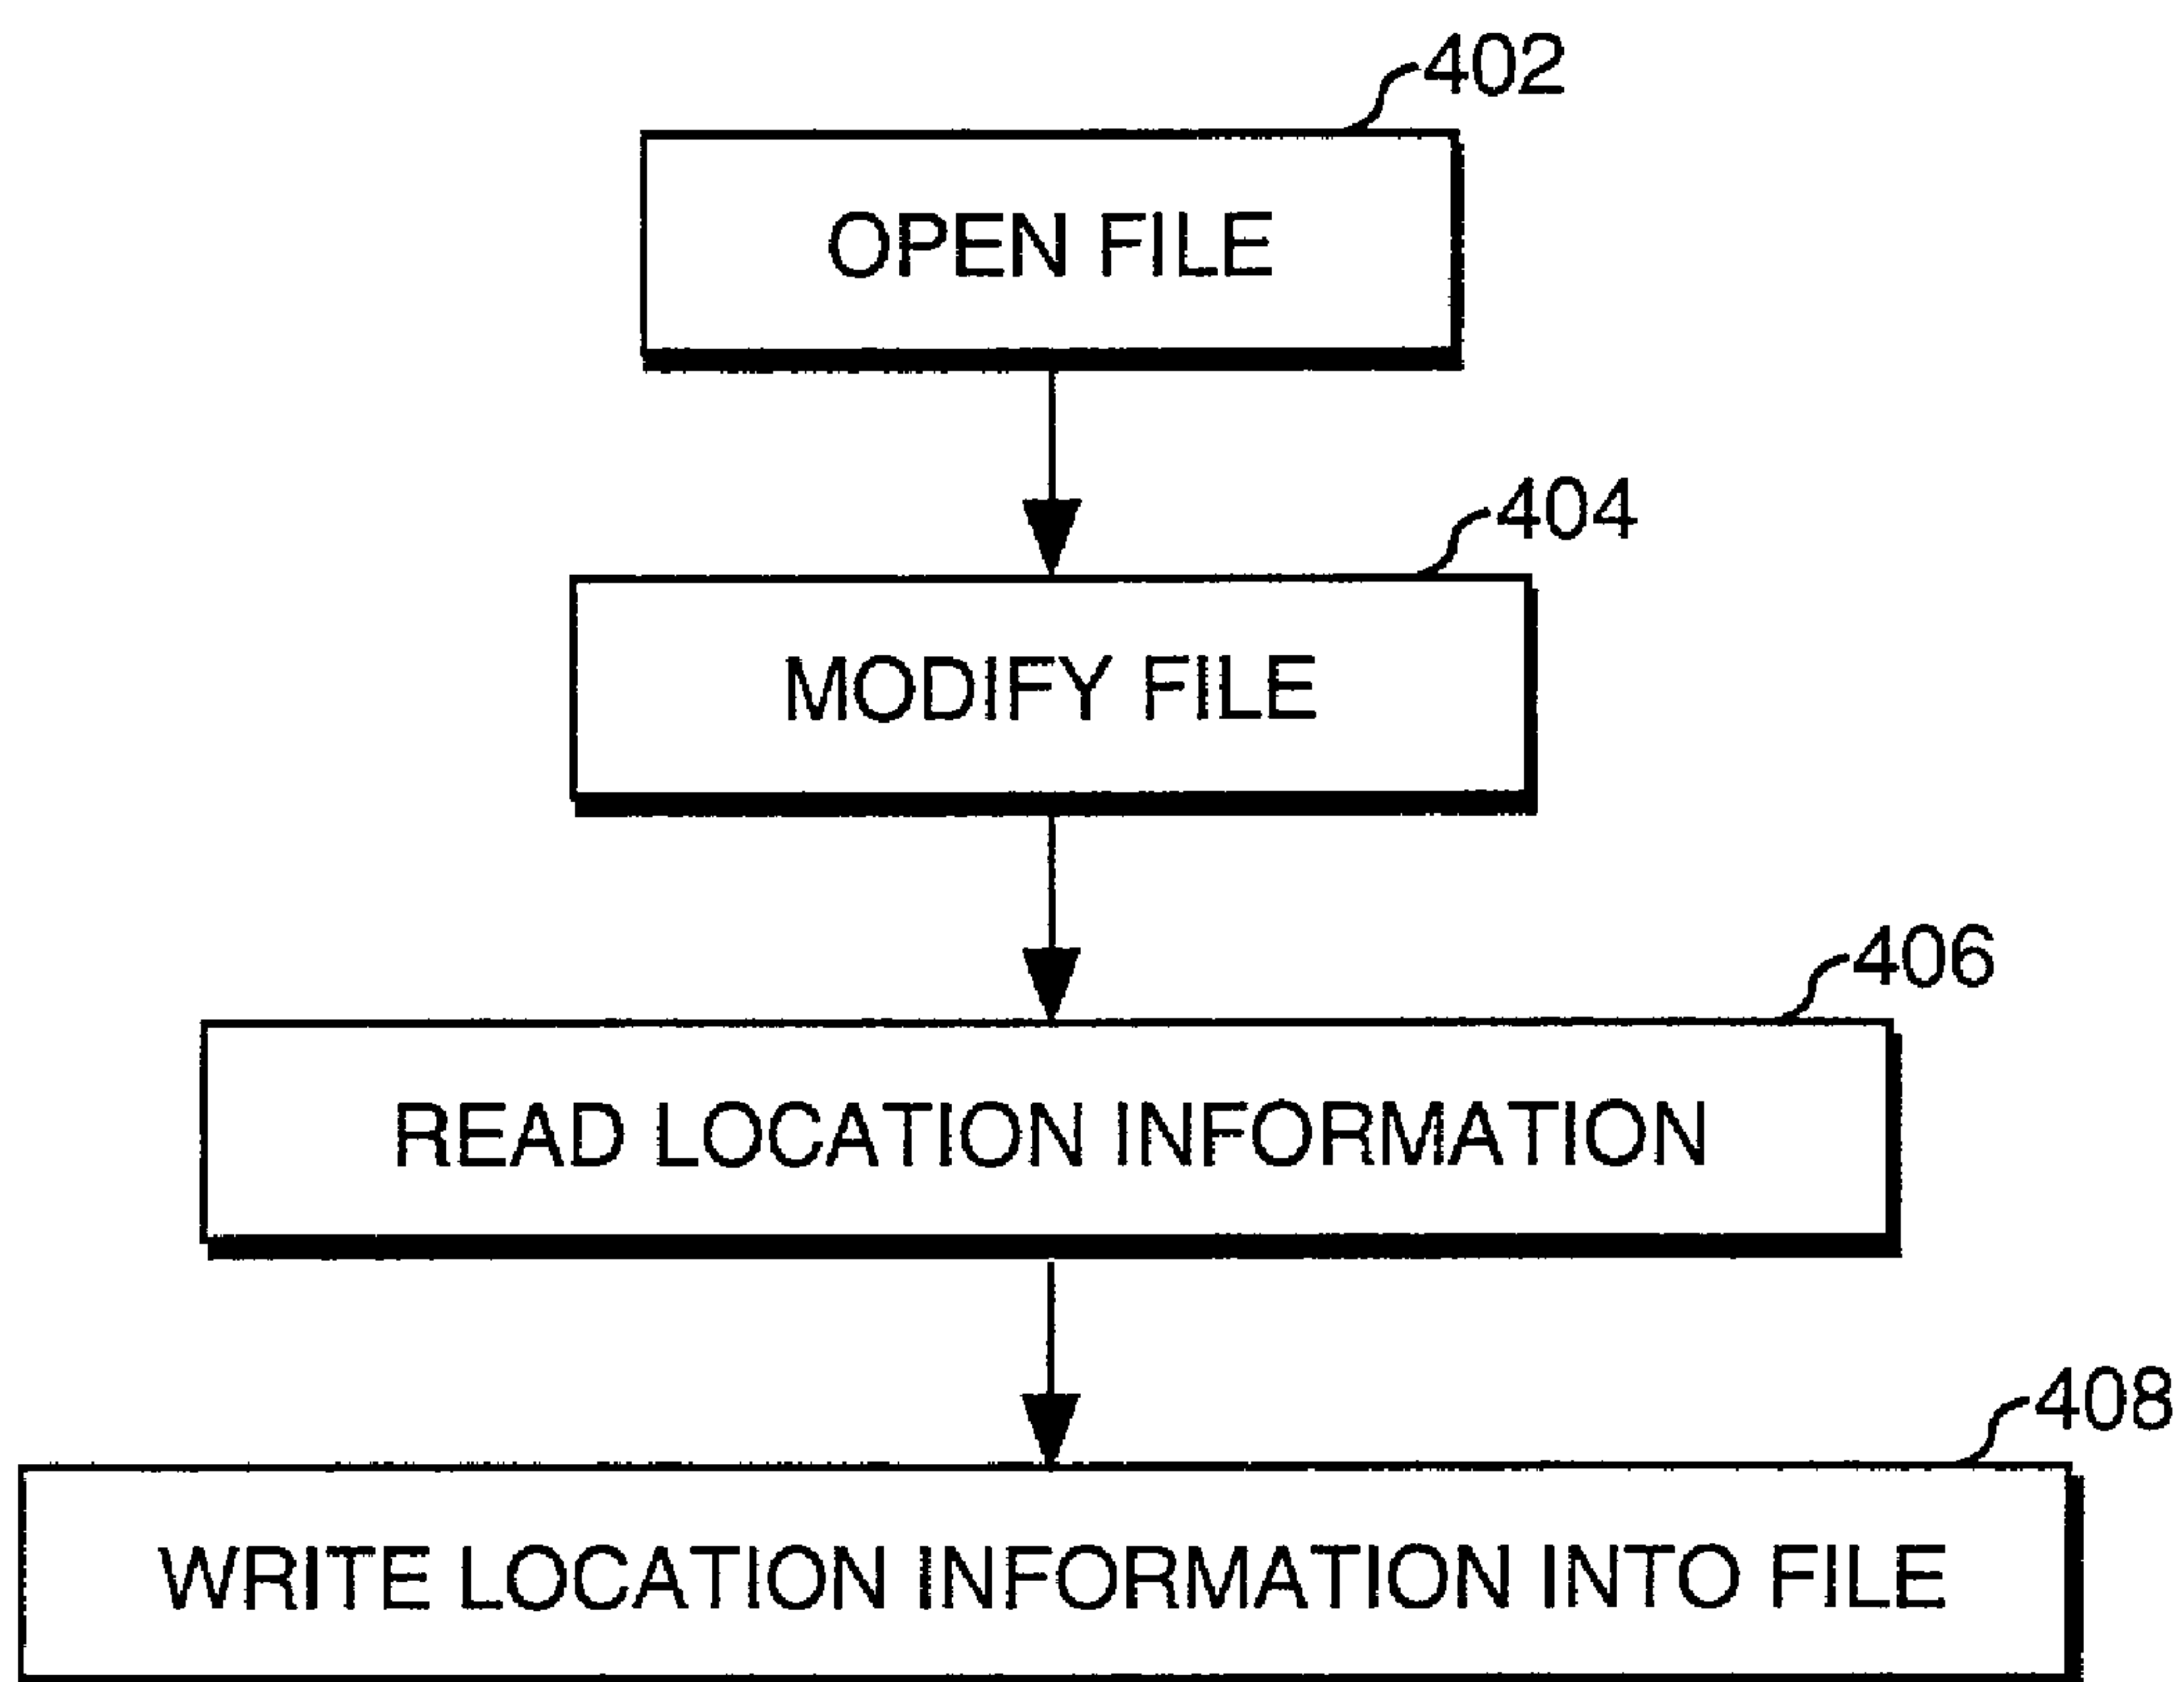 402
OPEN FILE
404
MODIFY FILE
406
READ LOCATION INFORMATION
408
WRITE LOCATION INFORMATION INTO FILE